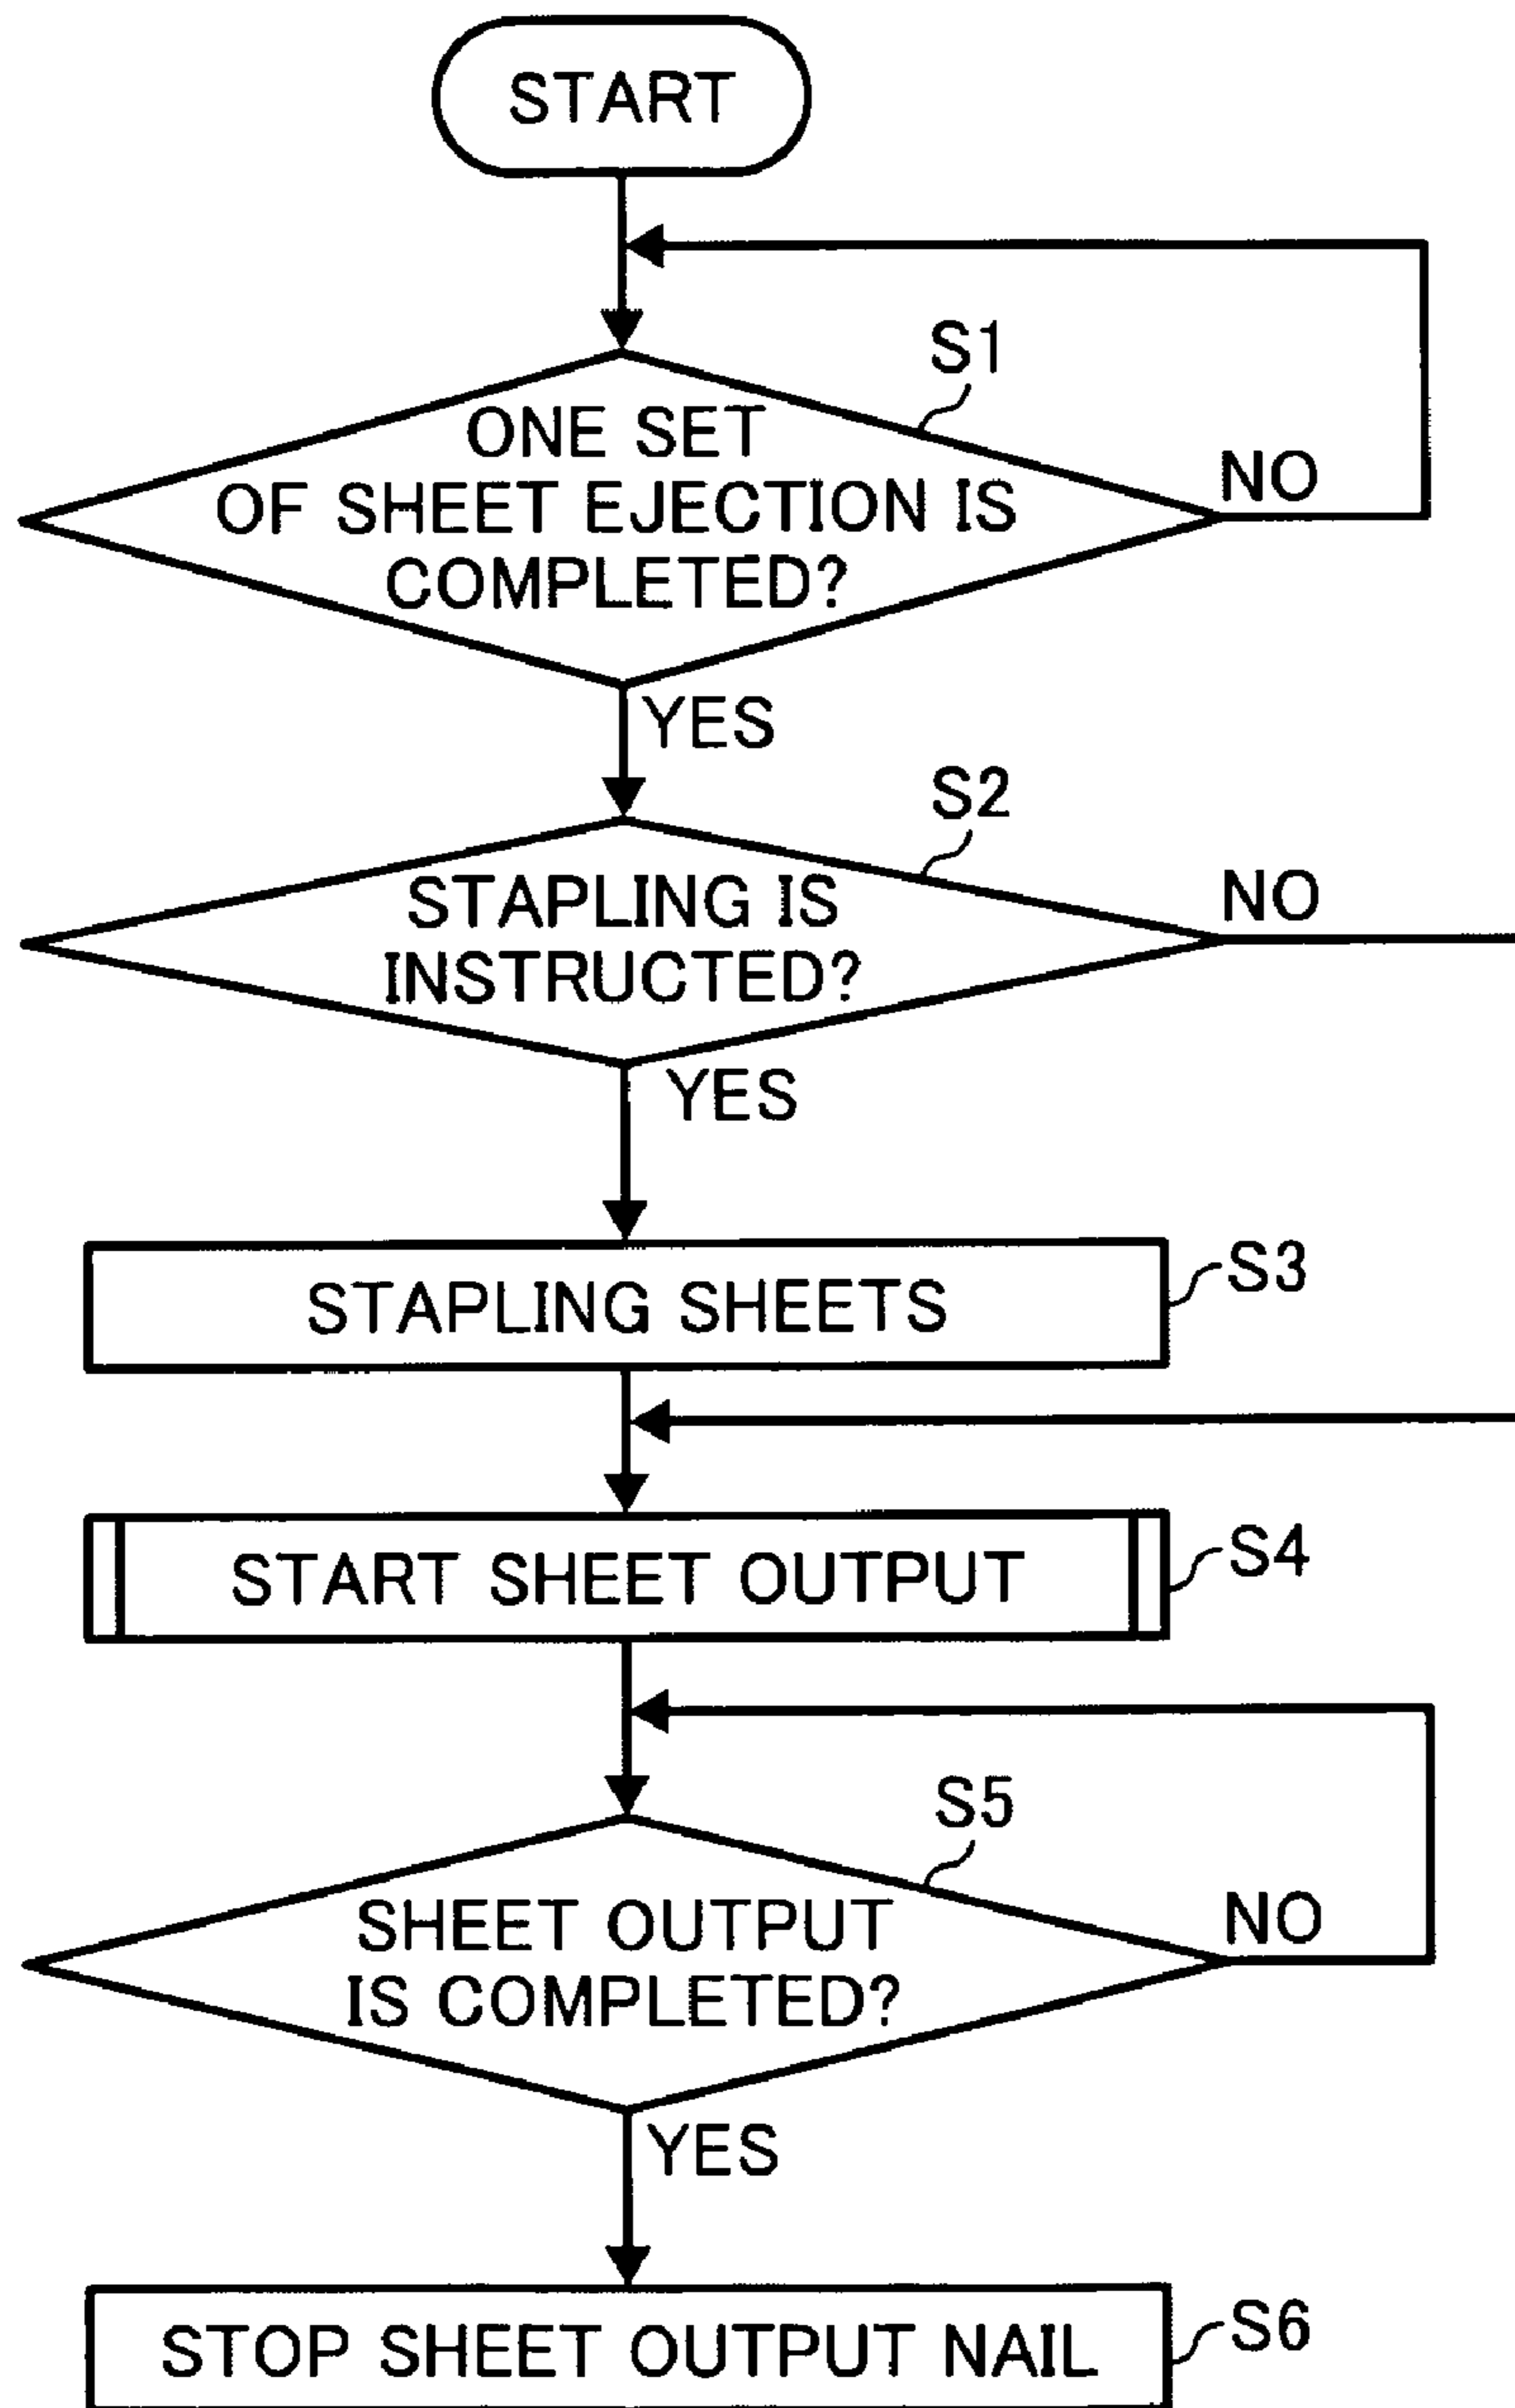 START
S1
ONE SET
OF SHEET EJECTION IS
COMPLETED?
NO
YES
S2
STAPLING IS
INSTRUCTED?
NO
YES
STAPLING SHEETS
S3
START SHEET OUTPUT
S4
S5
SHEET OUTPUT
IS COMPLETED?
NO
YES
STOP SHEET OUTPUT NAIL
S6